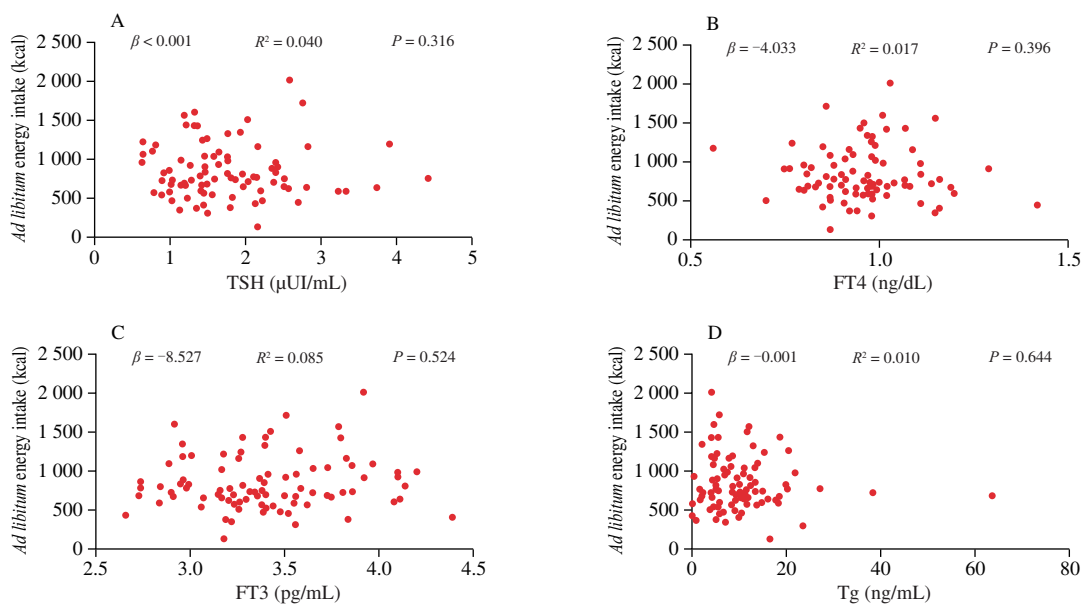 A
β < 0.001 R² = 0.040 P = 0.316
Ad libitum energy intake (kcal)
2 500
2 000
1 500
1 000
500
0
0 1 2 3 4 5
TSH (μUI/mL)
B
β = −4.033 R² = 0.017 P = 0.396
Ad libitum energy intake (kcal)
2 500
2 000
1 500
1 000
500
0
0.5 1.0 1.5
FT4 (ng/dL)
C
β = −8.527 R² = 0.085 P = 0.524
Ad libitum energy intake (kcal)
2 500
2 000
1 500
1 000
500
0
2.5 3.0 3.5 4.0 4.5
FT3 (pg/mL)
D
β = −0.001 R² = 0.010 P = 0.644
Ad libitum energy intake (kcal)
2 500
2 000
1 500
1 000
500
0
0 20 40 60 80
Tg (ng/mL)